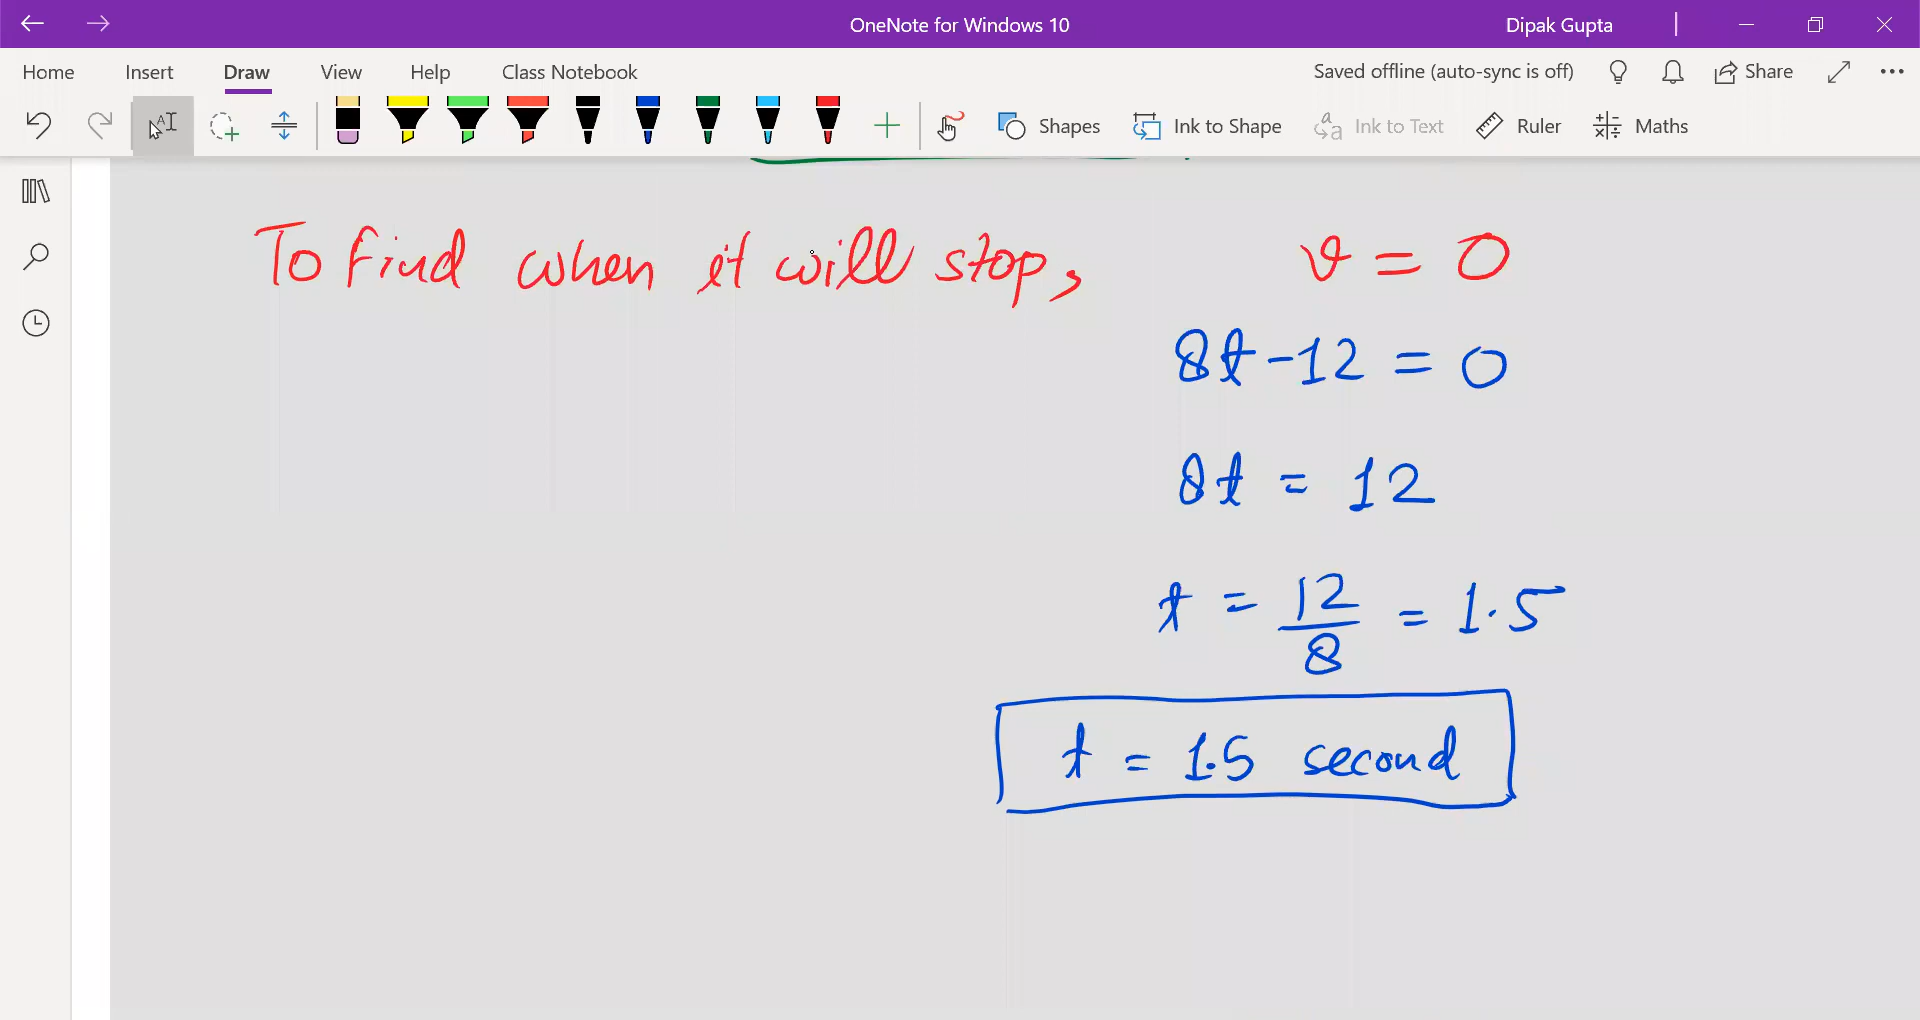 OneNote for Windows 10
Dipak Gupta
Home Insert Draw View Help Class Notebook
Saved offline (auto-sync is off) Share
Shapes Ink to Shape Ink to Text Ruler Maths
To find when it will stop, v = 0
8t - 12 = 0
8t = 12
t = 12/8 = 1.5
t = 1.5 second